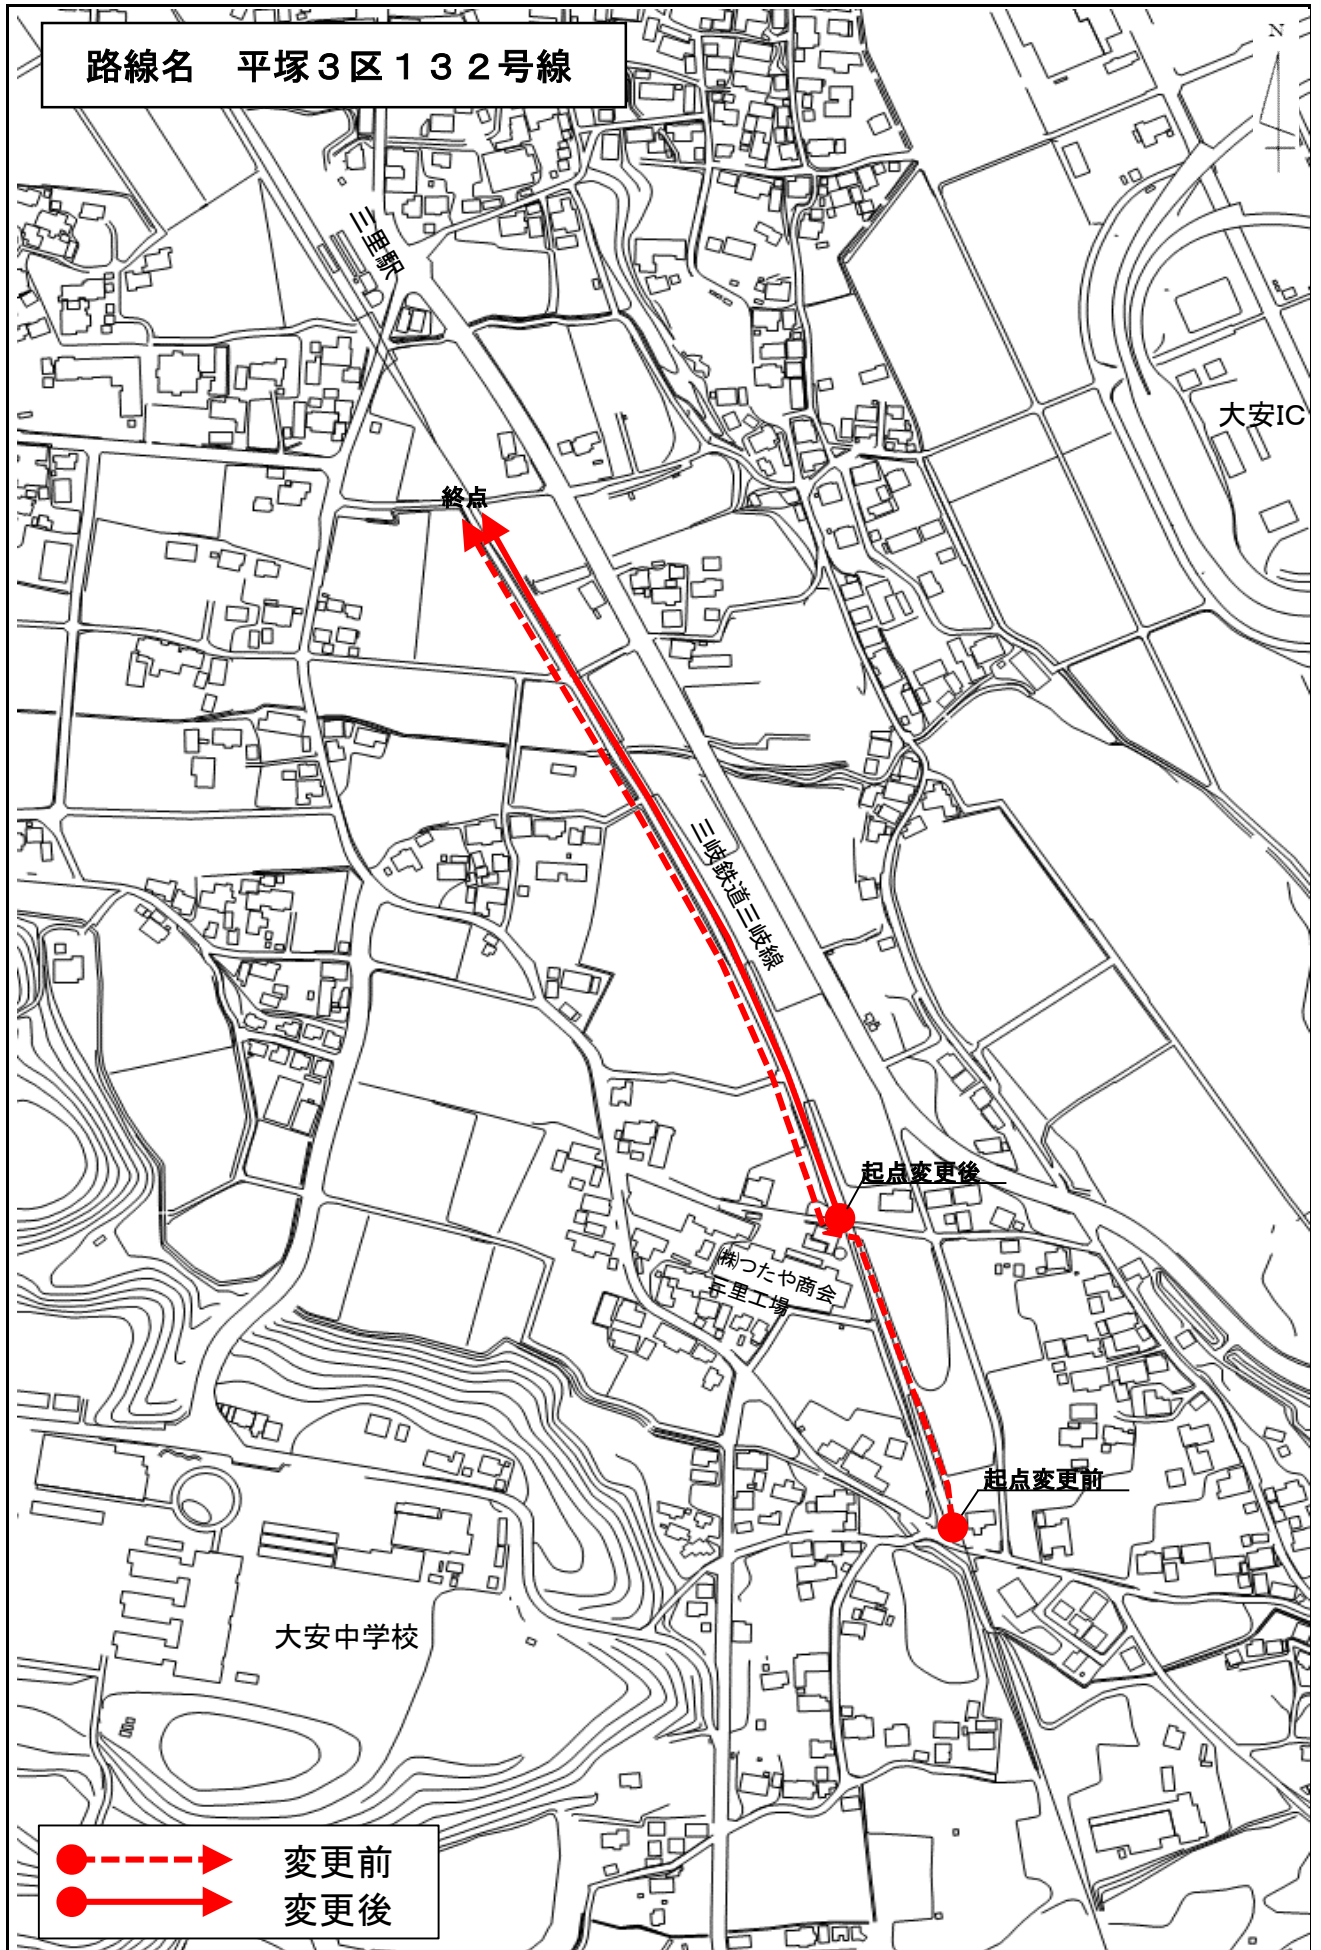 路線名　平塚３区１３２号線
N
三里駅
大安IC
終点
三岐鉄道三岐線
起点変更後
㈱つたや商会
三里工場
起点変更前
大安中学校
変更前
変更後